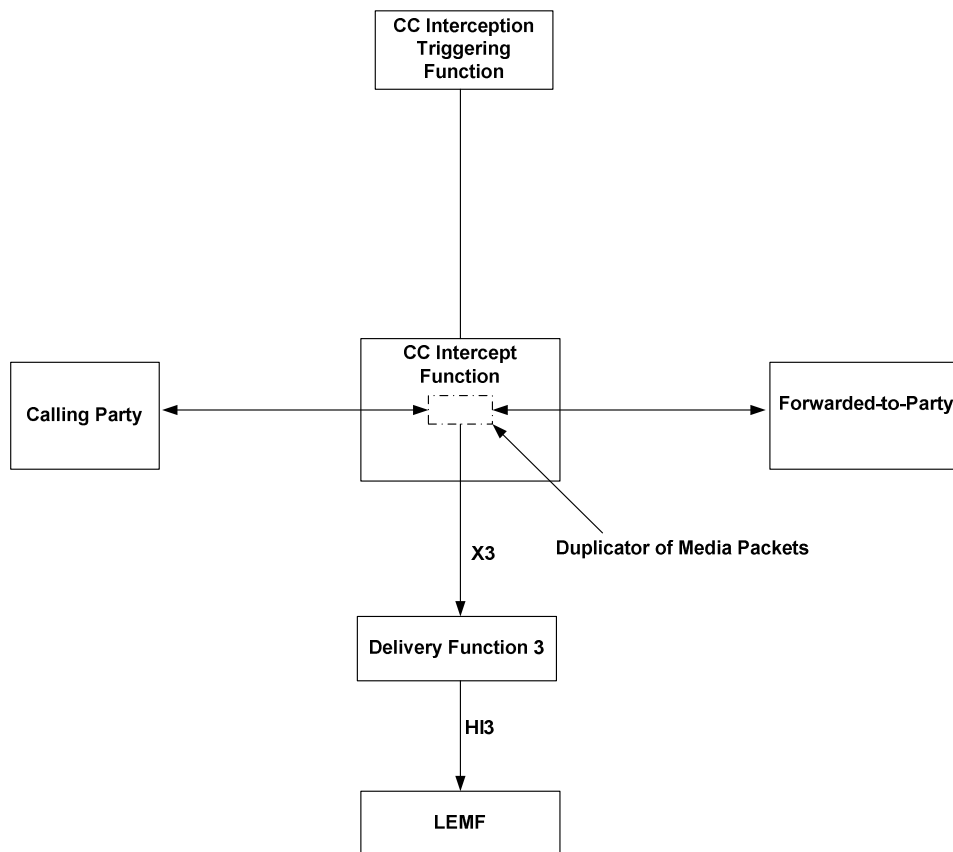 CC Interception
Triggering
Function
CC Intercept
Function
Calling Party
Forwarded-to-Party
Duplicator of Media Packets
X3
Delivery Function 3
HI3
LEMF